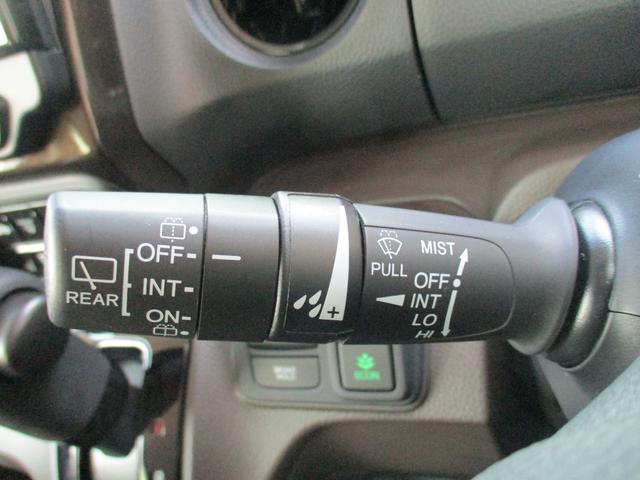 REAR
OFF
INT
ON
PULL
MIST
OFF
INT
LO
HI
ECON